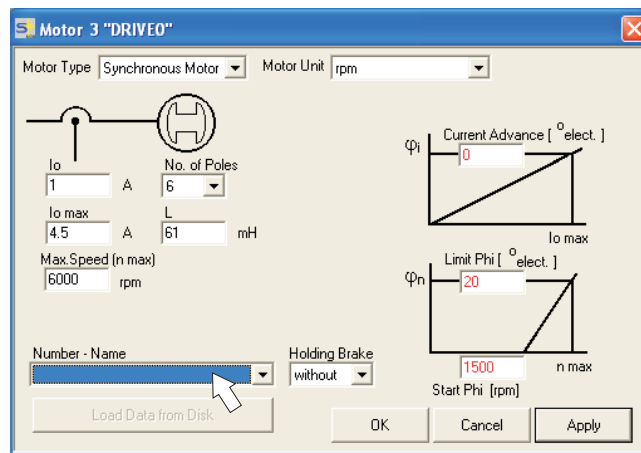 S Motor 3 "DRIVE0"
Motor Type Synchronous Motor Motor Unit rpm
Io
1 A
No. of Poles
6
Io max
4.5 A
L
61 mH
Max.Speed (n max)
6000 rpm
φi
Current Advance [ °elect. ]
0
Io max
Limit Phi [ °elect. ]
φn
20
1500
n max
Start Phi [rpm]
Number - Name
Holding Brake
without
Load Data from Disk
OK Cancel Apply